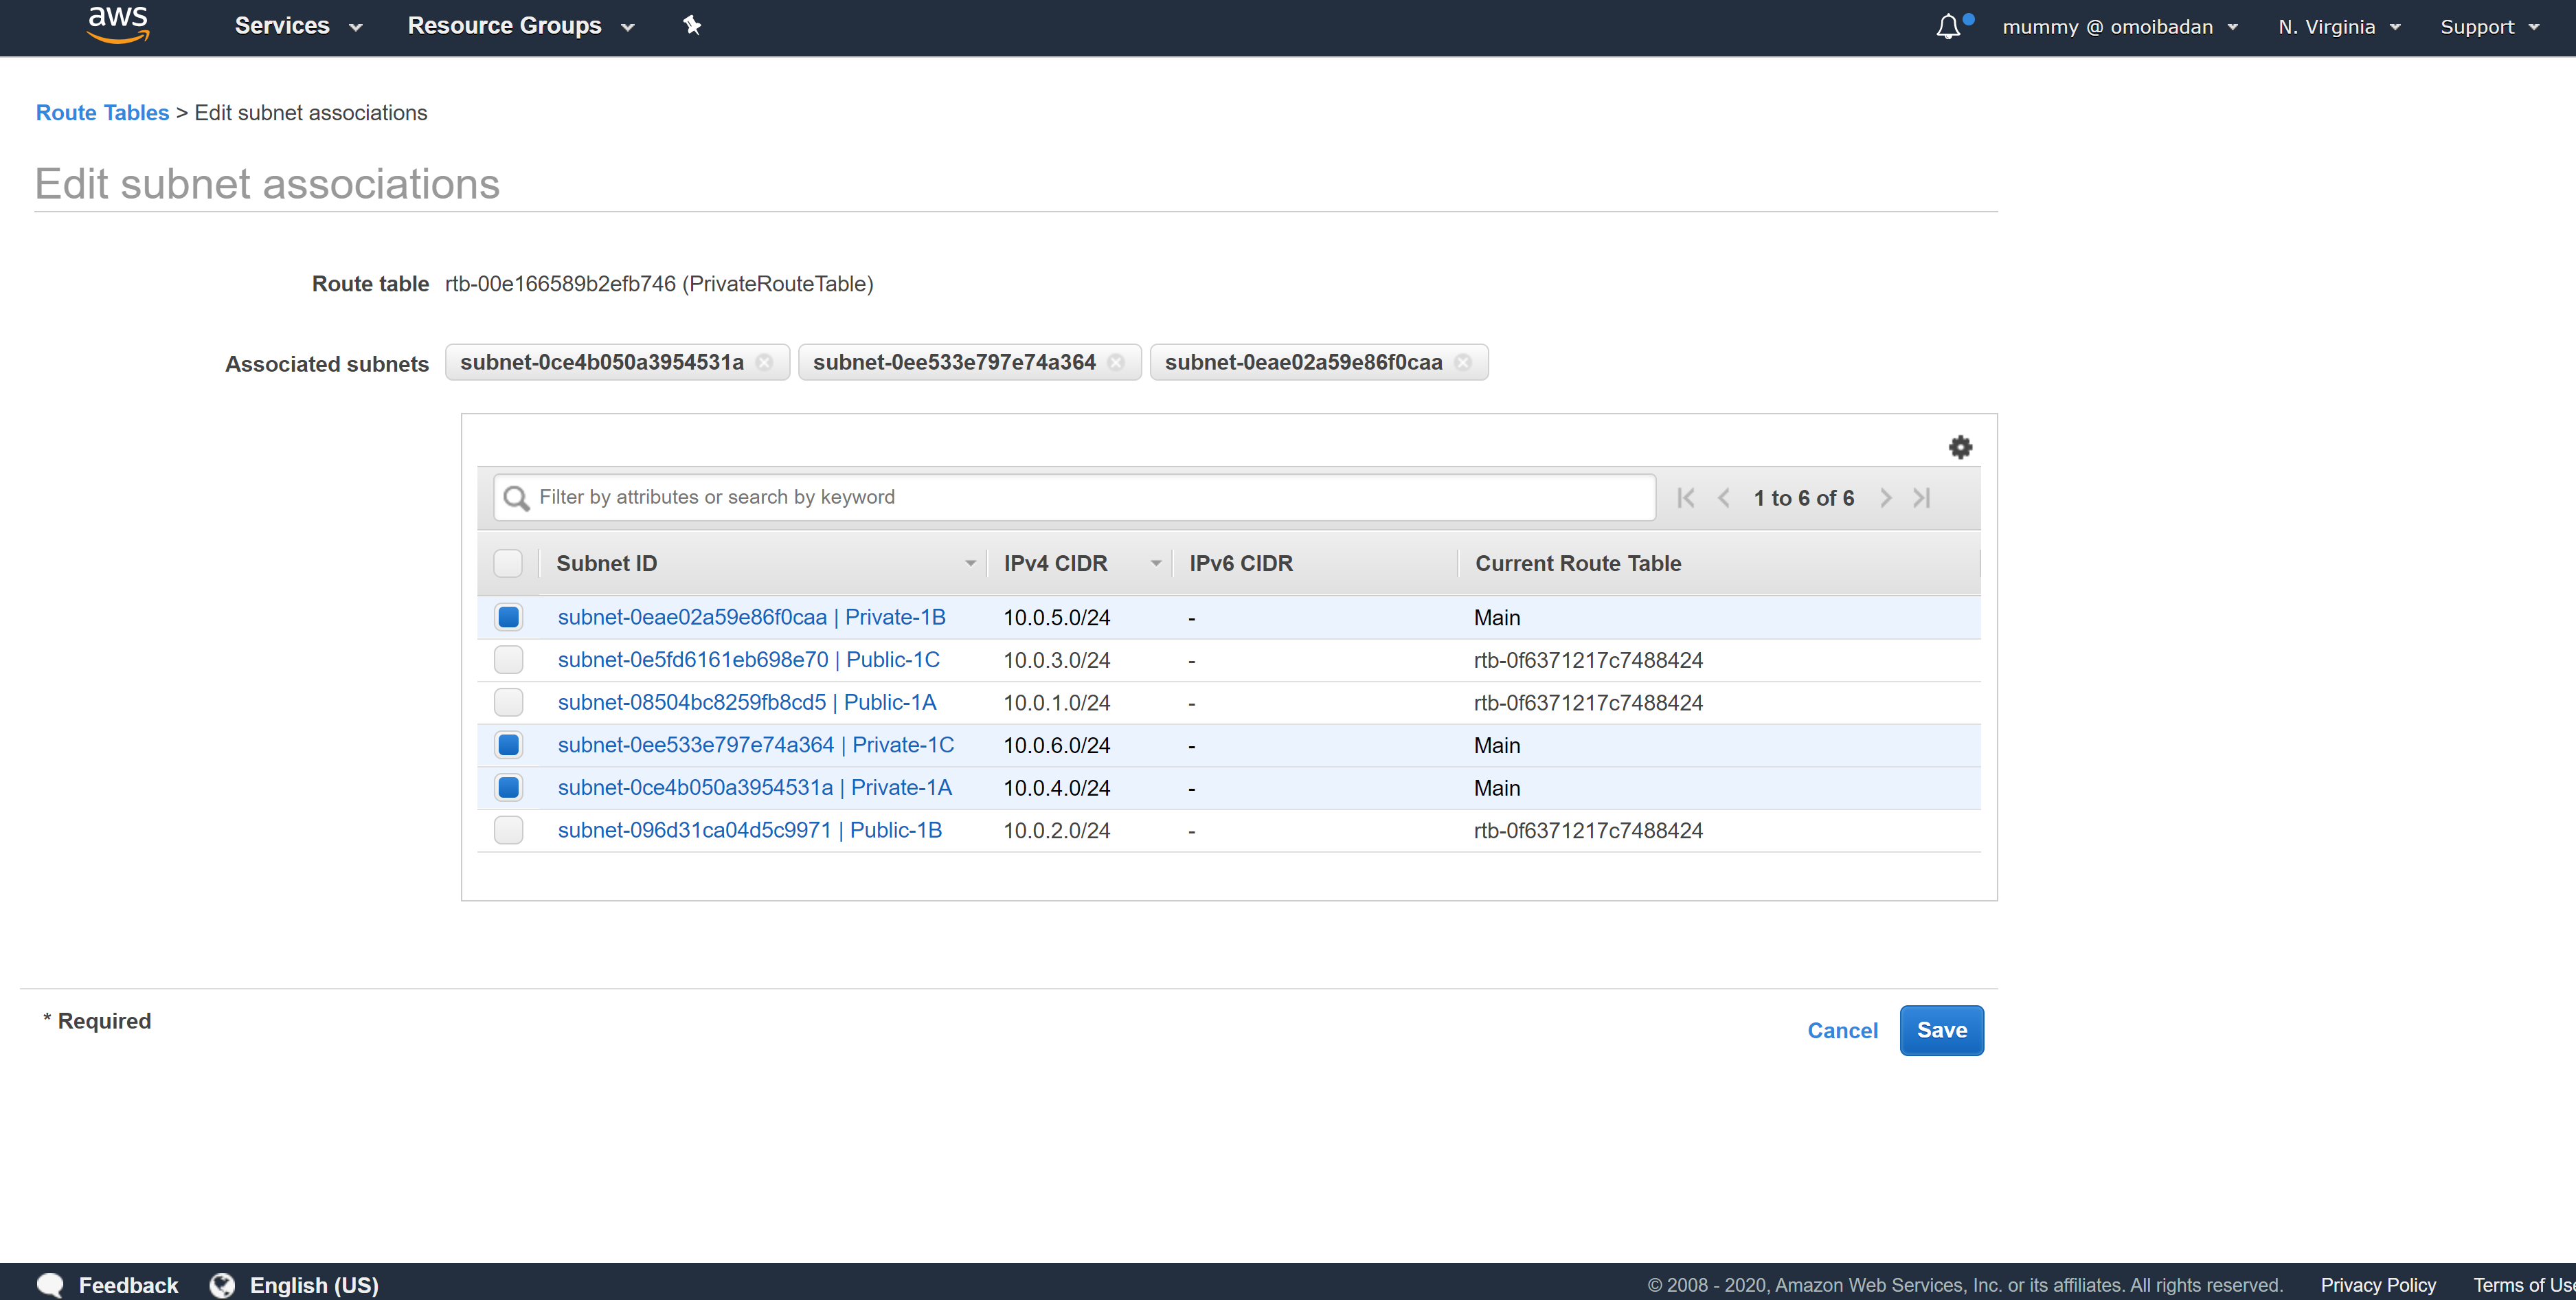 aws Services Resource Groups mummy @ omoibadan N. Virginia Support
Route Tables > Edit subnet associations
Edit subnet associations
Route table rtb-00e166589b2efb746 (PrivateRouteTable)
Associated subnets subnet-0ce4b050a3954531a subnet-0ee533e797e74a364 subnet-0eae02a59e86f0caa
Filter by attributes or search by keyword 1 to 6 of 6
Subnet ID IPv4 CIDR IPv6 CIDR Current Route Table
subnet-0eae02a59e86f0caa | Private-1B 10.0.5.0/24 - Main
subnet-0e5fd6161eb698e70 | Public-1C 10.0.3.0/24 - rtb-0f6371217c7488424
subnet-08504bc8259fb8cd5 | Public-1A 10.0.1.0/24 - rtb-0f6371217c7488424
subnet-0ee533e797e74a364 | Private-1C 10.0.6.0/24 - Main
subnet-0ce4b050a3954531a | Private-1A 10.0.4.0/24 - Main
subnet-096d31ca04d5c9971 | Public-1B 10.0.2.0/24 - rtb-0f6371217c7488424
* Required Cancel Save
Feedback English (US) © 2008 - 2020, Amazon Web Services, Inc. or its affiliates. All rights reserved. Privacy Policy Terms of Use